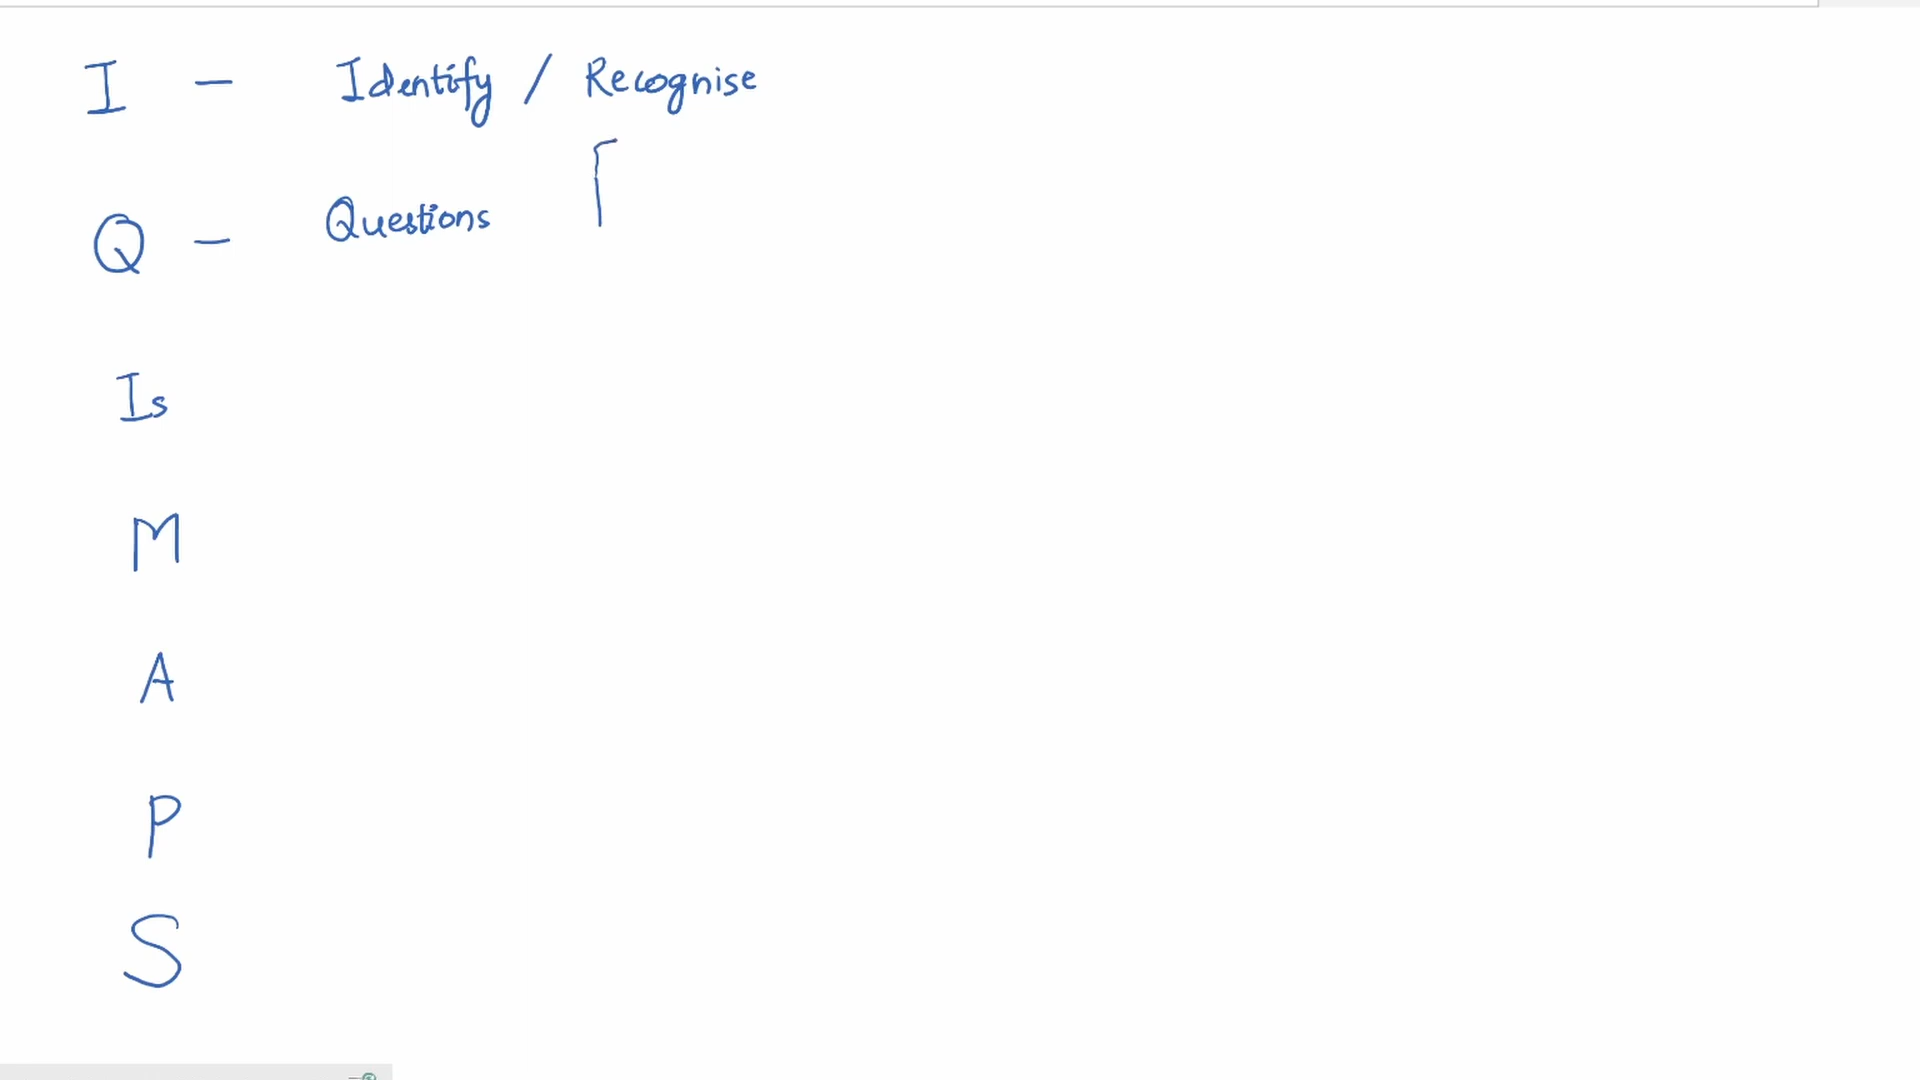 I - Identify / Recognise
Q - Questions
Is
M
A
P
S